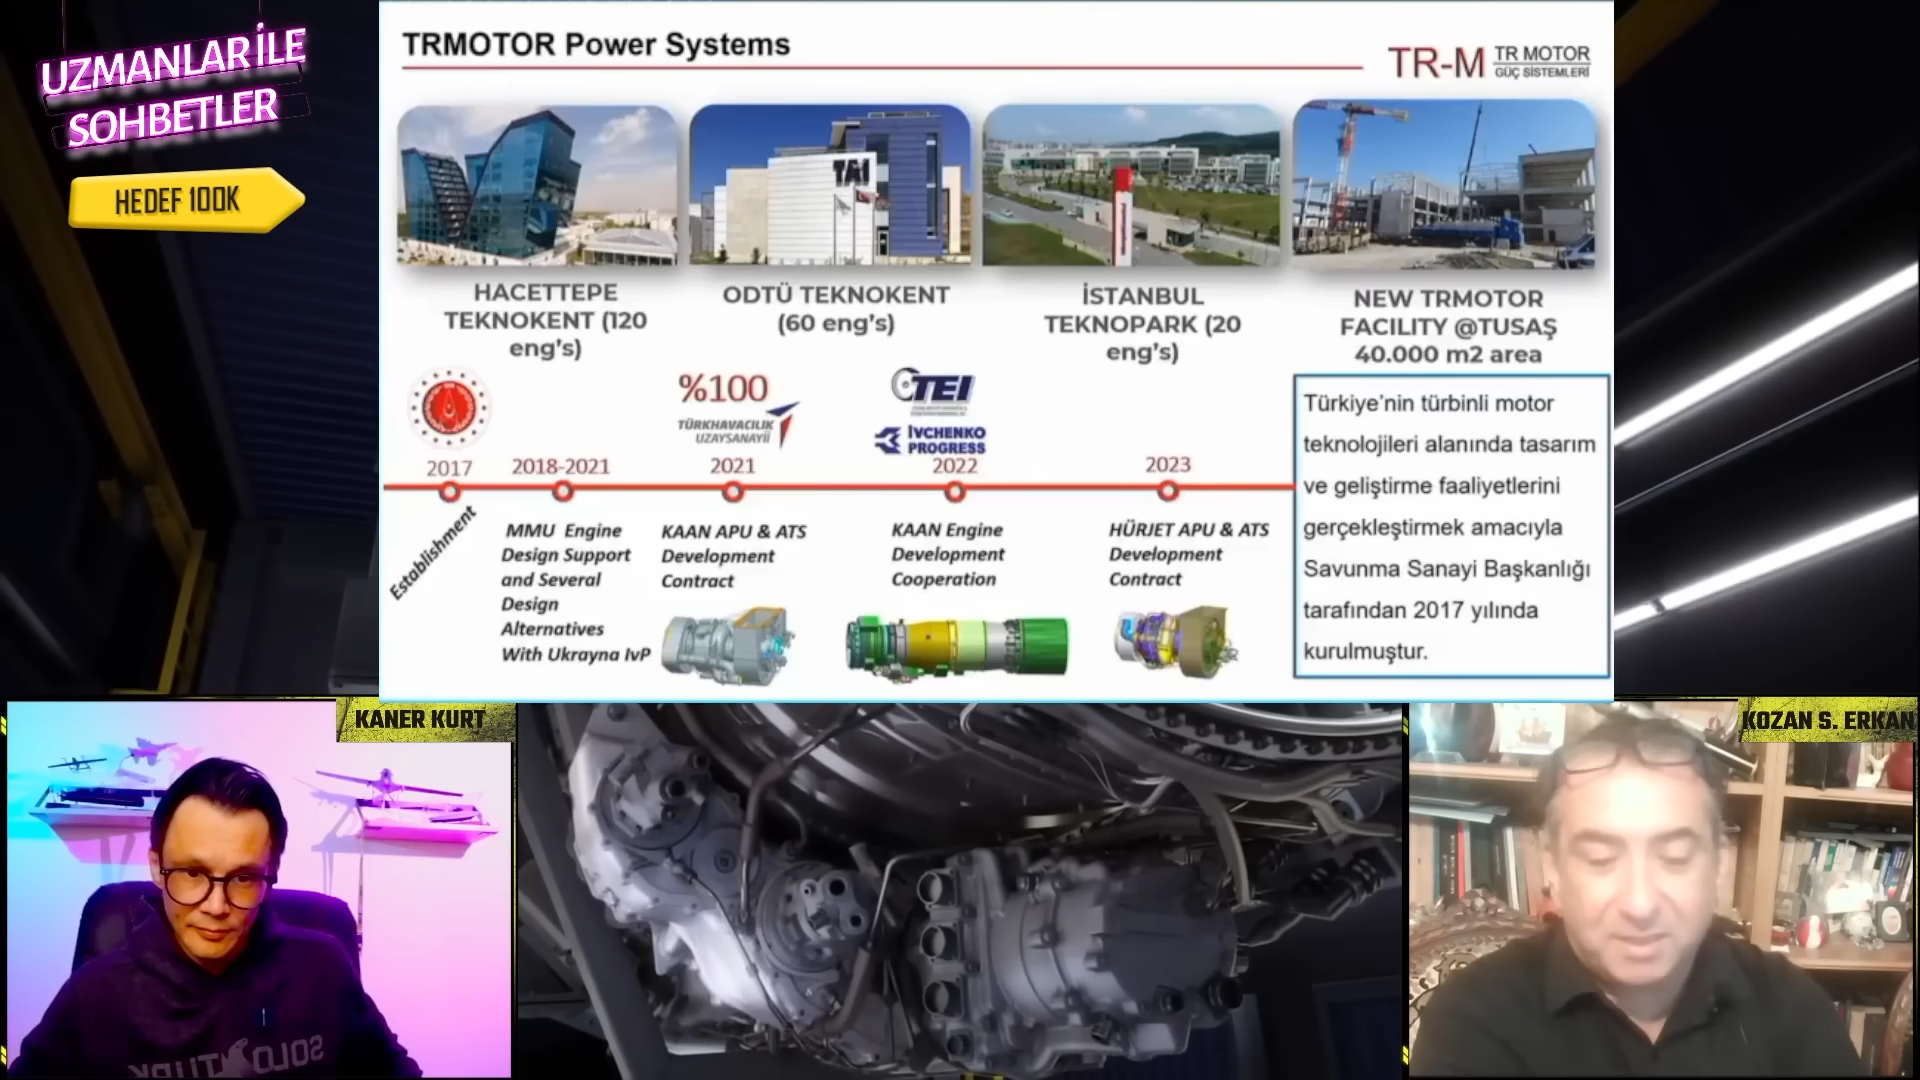 UZMANLAR İLE
SOHBETLER
HEDEF 100K
TRMOTOR Power Systems
TR-M TR MOTOR
GÜÇ SİSTEMLERİ
TAI
HACETTEPE
TEKNOKENT (120
eng's)
ODTÜ TEKNOKENT
(60 eng's)
İSTANBUL
TEKNOPARK (20
eng's)
NEW TRMOTOR
FACILITY @TUSAŞ
40.000 m2 area
%100
TÜRK HAVACILIK
UZAY SANAYİİ
TEI
IVCHENKO
PROGRESS
2017
2018-2021
2021
2022
2023
Establishment
MMU Engine
Design Support
and Several
Design
Alternatives
With Ukrayna IvP
KAAN APU & ATS
Development
Contract
KAAN Engine
Development
Cooperation
HÜRJET APU & ATS
Development
Contract
Türkiye'nin türbinli motor
teknolojileri alanında tasarım
ve geliştirme faaliyetlerini
gerçekleştirmek amacıyla
Savunma Sanayi Başkanlığı
tarafından 2017 yılında
kurulmuştur.
KANER KURT
KOZAN S. ERKAN
SOLOTÜRK